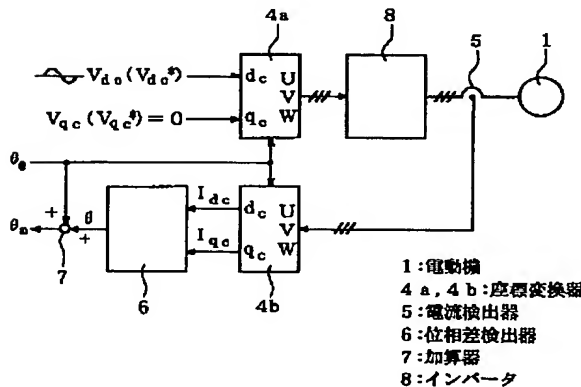 4a
8
5
1
Vdc(Vdc*)
dc
U
V
W
Vqc(Vqc*)=0
qc
θe
Idc
dc
U
V
W
Iqc
qc
θm
+
+
θ
7
6
4b
1:電動機
4a,4b:座標変換器
5:電流検出器
6:位相差検出器
7:加算器
8:インバータ